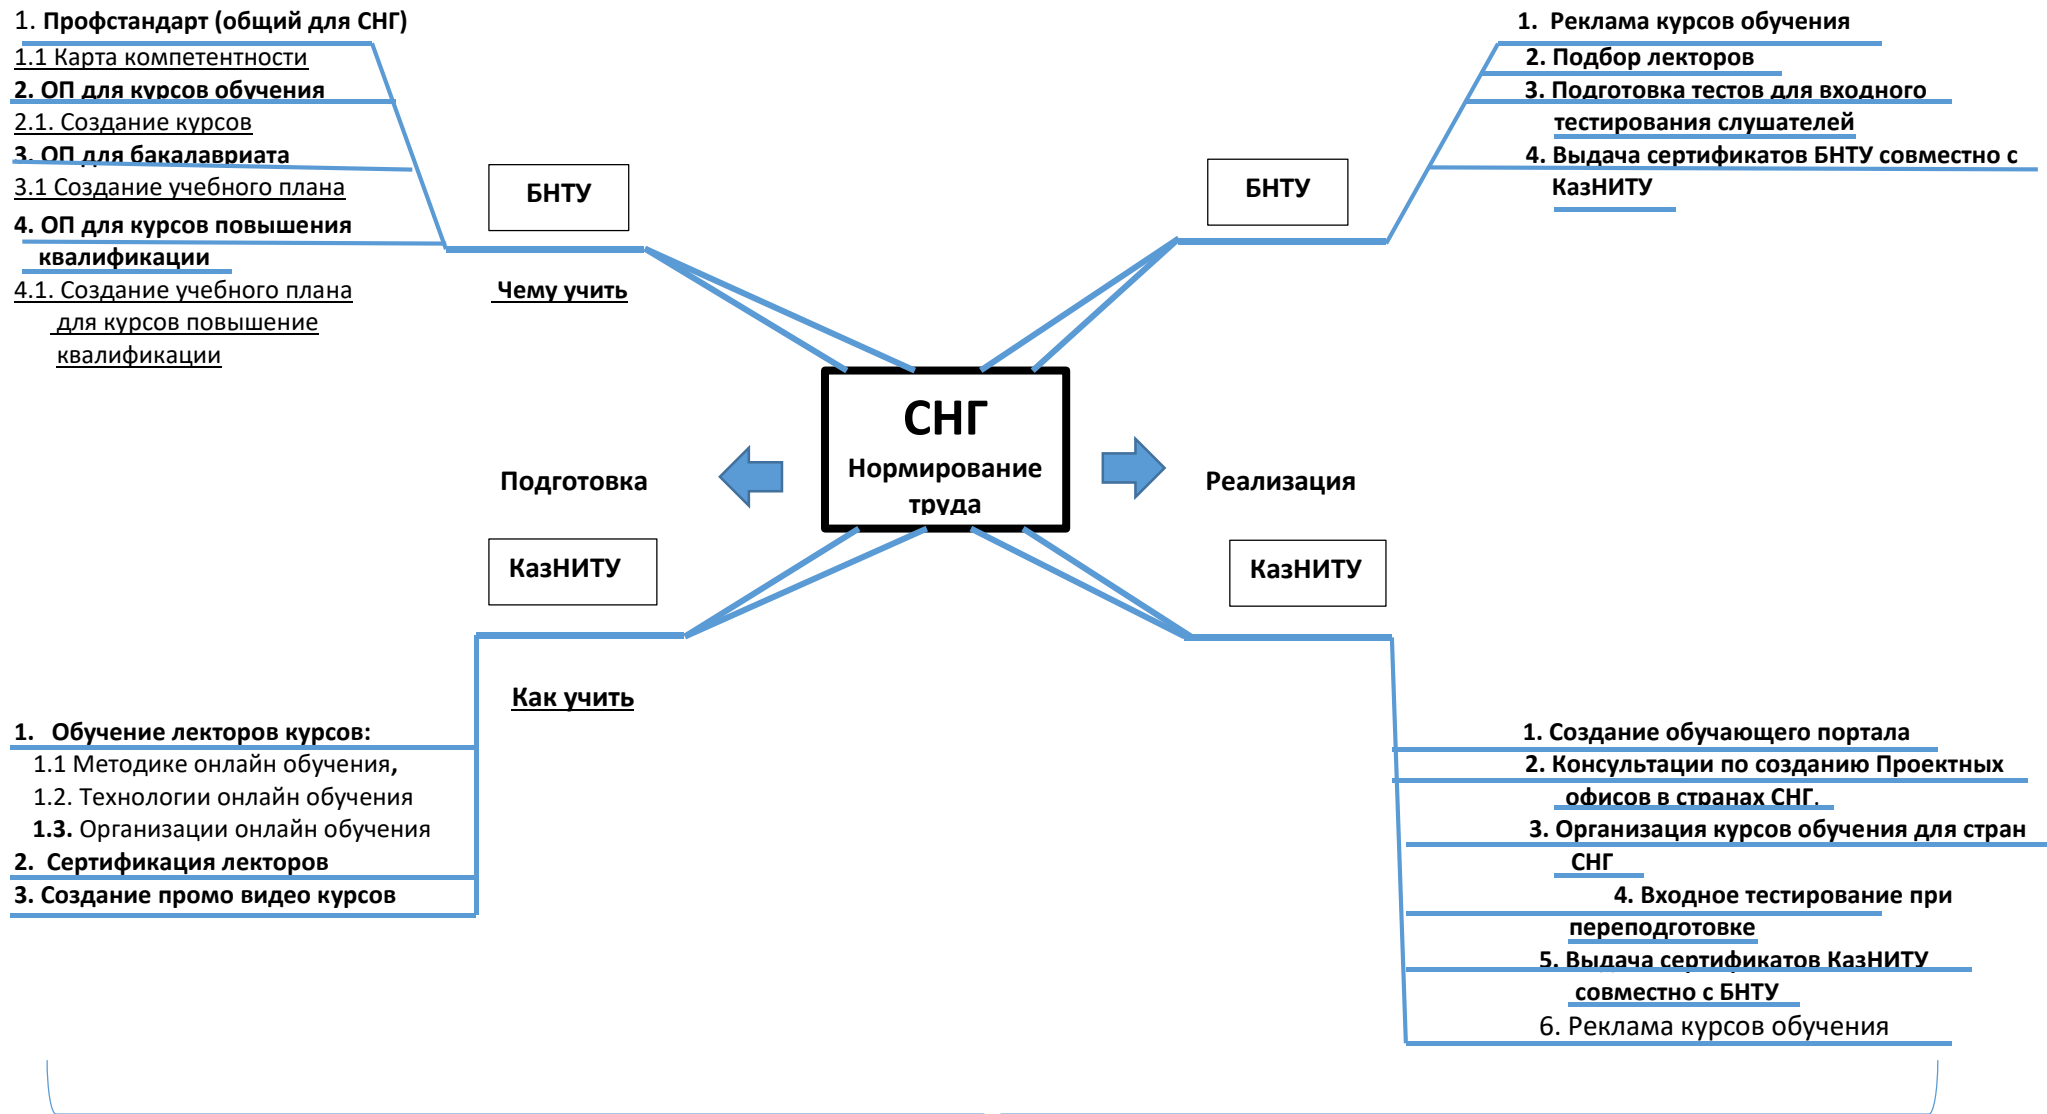 1. Профстандарт (общий для СНГ)
1.1 Карта компетентности
2. ОП для курсов обучения
2.1. Создание курсов
3. ОП для бакалавриата
3.1 Создание учебного плана
4. ОП для курсов повышения
квалификации
4.1. Создание учебного плана
для курсов повышение
квалификации
БНТУ
Чему учить
БНТУ
1. Реклама курсов обучения
2. Подбор лекторов
3. Подготовка тестов для входного
тестирования слушателей
4. Выдача сертификатов БНТУ совместно с
КазНИТУ
СНГ
Нормирование
труда
Подготовка
Реализация
КазНИТУ
Как учить
1. Обучение лекторов курсов:
1.1 Методике онлайн обучения,
1.2. Технологии онлайн обучения
1.3. Организации онлайн обучения
2. Сертификация лекторов
3. Создание промо видео курсов
КазНИТУ
1. Создание обучающего портала
2. Консультации по созданию Проектных
офисов в странах СНГ.
3. Организация курсов обучения для стран
СНГ
4. Входное тестирование при
переподготовке
5. Выдача сертификатов КазНИТУ
совместно с БНТУ
6. Реклама курсов обучения